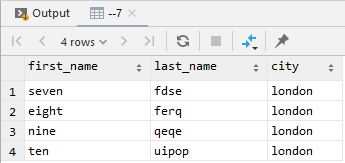 Output --7
4 rows
first_name last_name city
1 seven fdse london
2 eight ferq london
3 nine qeqe london
4 ten uipop london